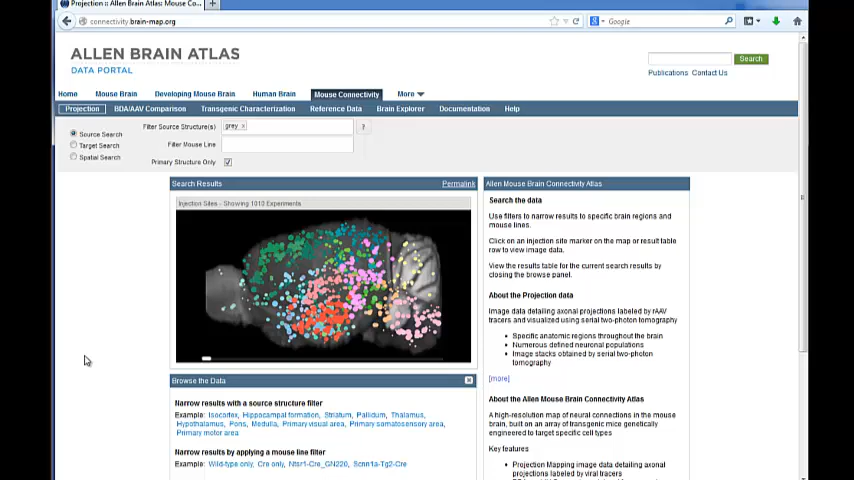 Projection :: Allen Brain Atlas: Mouse Co...
connectivity.brain-map.org
Google
ALLEN BRAIN ATLAS
DATA PORTAL
Search
Publications Contact Us
Home Mouse Brain Developing Mouse Brain Human Brain Mouse Connectivity More
Projection BDA/AAV Comparison Transgenic Characterization Reference Data Brain Explorer Documentation Help
Source Search
Target Search
Spatial Search
Filter Source Structure(s) grey x ?
Filter Mouse Line
Primary Structure Only
Search Results Permalink
Injection Sites - Showing 1013 Experiments
Browse the Data
Narrow results with a source structure filter
Example: Isocortex, Hippocampal formation, Striatum, Pallidum, Thalamus,
Hypothalamus, Pons, Medulla, Primary visual area, Primary somatosensory area,
Primary motor area
Narrow results by applying a mouse line filter
Example: Wild-type only, Cre only, Ntsr1-Cre_GN220, Scnn1a-Tg2-Cre
Allen Mouse Brain Connectivity Atlas
Search the data
Use filters to narrow results to specific brain regions and
mouse lines.
Click on an injection site marker on the map or result table
row to view image data.
View the results table for the current search results by
closing the browse panel.
About the Projection data
Image data detailing axonal projections labeled by rAAV
tracers and visualized using serial two-photon tomography
Specific anatomic regions throughout the brain
Numerous defined neuronal populations
Image stacks obtained by serial two-photon
tomography
[more]
About the Allen Mouse Brain Connectivity Atlas
A high-resolution map of neural connections in the mouse
brain, built on an array of transgenic mice genetically
engineered to target specific cell types
Key features
Projection Mapping image data detailing axonal
projections labeled by viral tracers